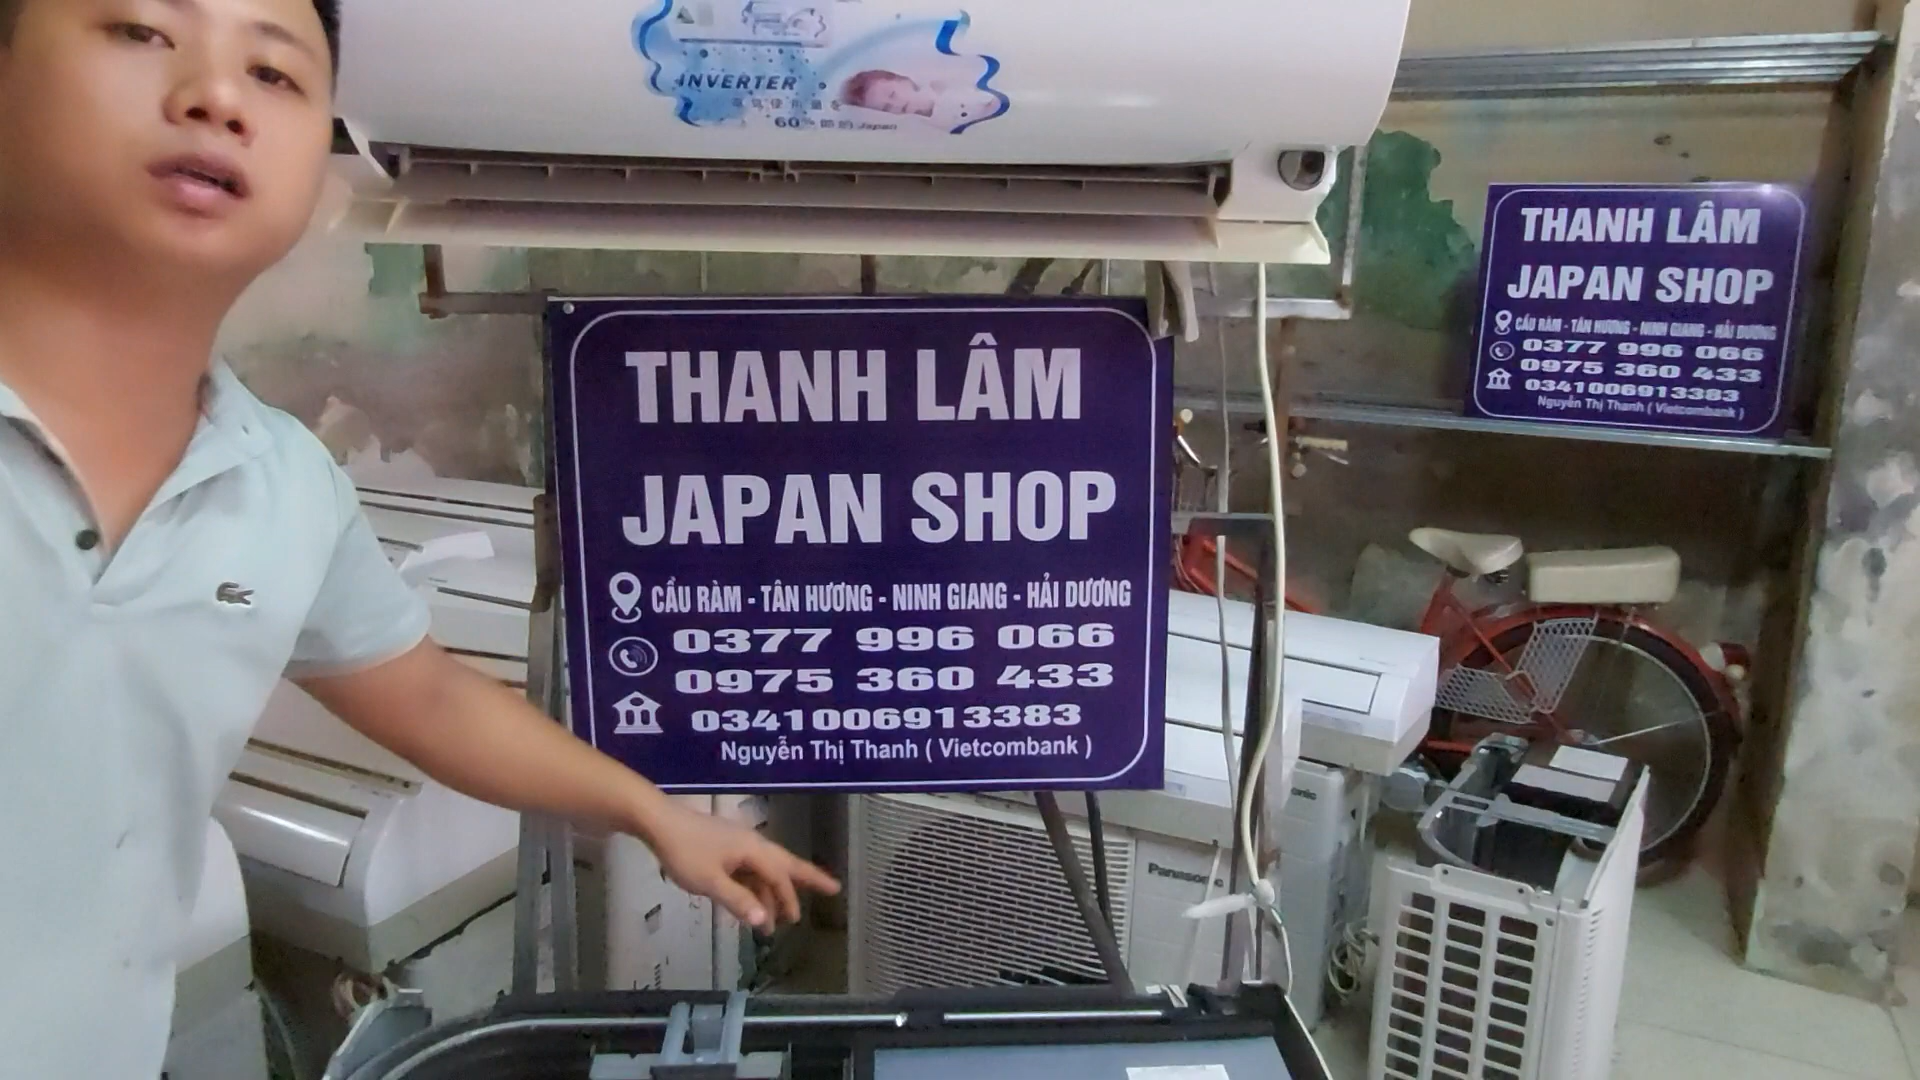 INVERTER
60%
Japan
THANH LÂM
JAPAN SHOP
CẦU RÀM - TÂN HƯƠNG - NINH GIANG - HẢI DƯƠNG
0377 996 066
0975 360 433
0341006913383
Nguyễn Thị Thanh ( Vietcombank )
THANH LÂM
JAPAN SHOP
CẦU RÀM - TÂN HƯƠNG - NINH GIANG - HẢI DƯƠNG
0377 996 066
0975 360 433
0341006913383
Nguyễn Thị Thanh ( Vietcombank )
Panasonic